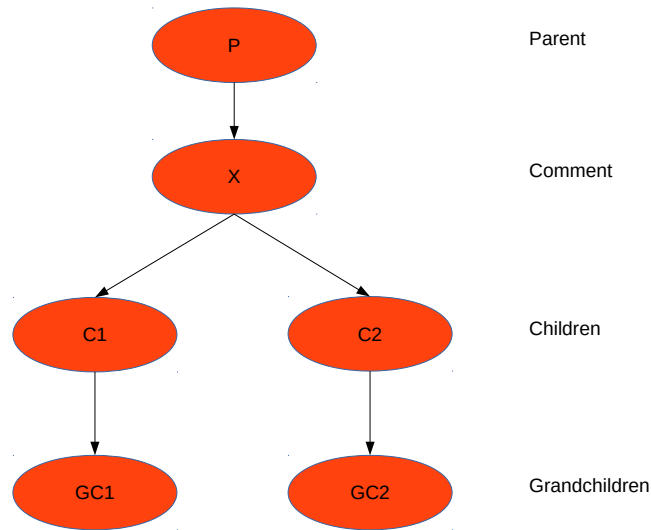 P Parent
X Comment
C1 C2 Children
GC1 GC2 Grandchildren